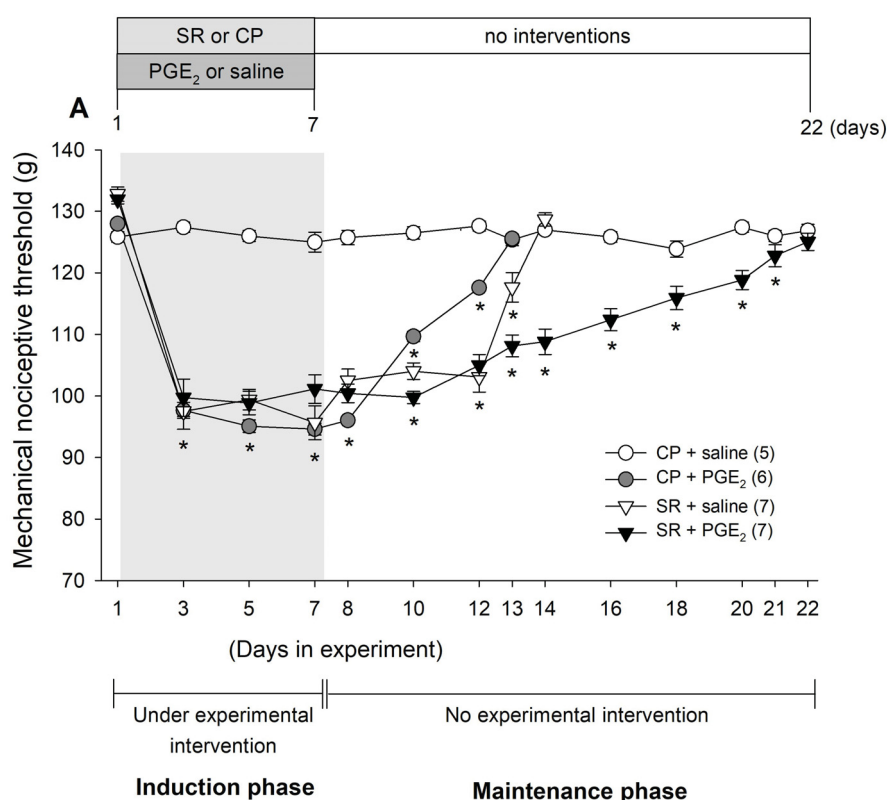 SR or CP
no interventions
PGE₂ or saline
A
1
7
22 (days)
Mechanical nociceptive threshold (g)
140
130
120
110
100
90
80
70
* * * * * * * * * * * * * * *
CP + saline (5)
CP + PGE₂ (6)
SR + saline (7)
SR + PGE₂ (7)
1 3 5 7 8 10 12 13 14 16 18 20 21 22
(Days in experiment)
Under experimental
intervention
No experimental intervention
Induction phase
Maintenance phase